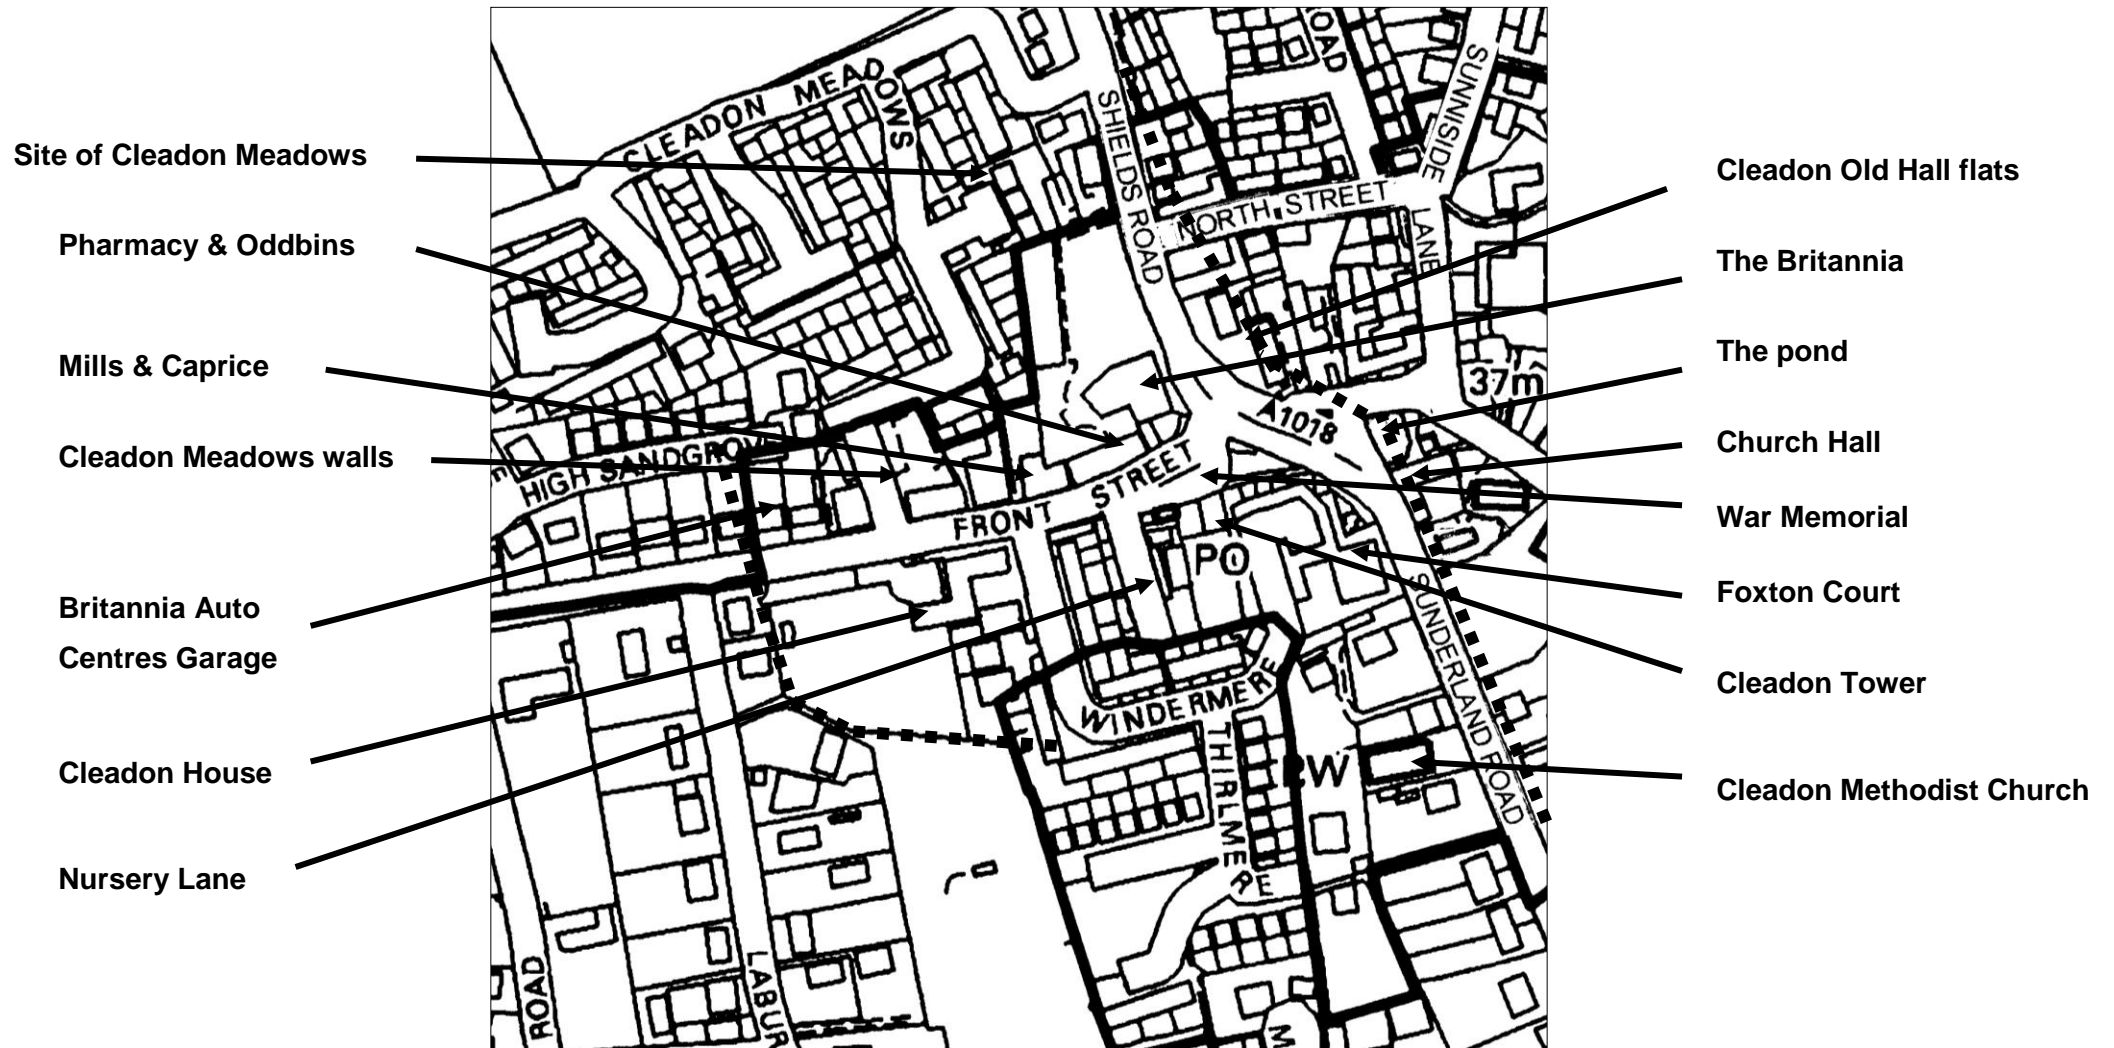 Site of Cleadon Meadows
Pharmacy & Oddbins
Mills & Caprice
Cleadon Meadows walls
Britannia Auto
Centres Garage
Cleadon House
Nursery Lane
CLEADON MEADOWS
SHIELDS ROAD
OAD
SUNNISIDE
LANE
NORTH STREET
37m
A1018
HIGH SANDGROV
FRONT STREET
PO
SUNDERLAND ROAD
WINDERMERE
THIRLMERE
PW
ROAD
LABUR
M
Cleadon Old Hall flats
The Britannia
The pond
Church Hall
War Memorial
Foxton Court
Cleadon Tower
Cleadon Methodist Church